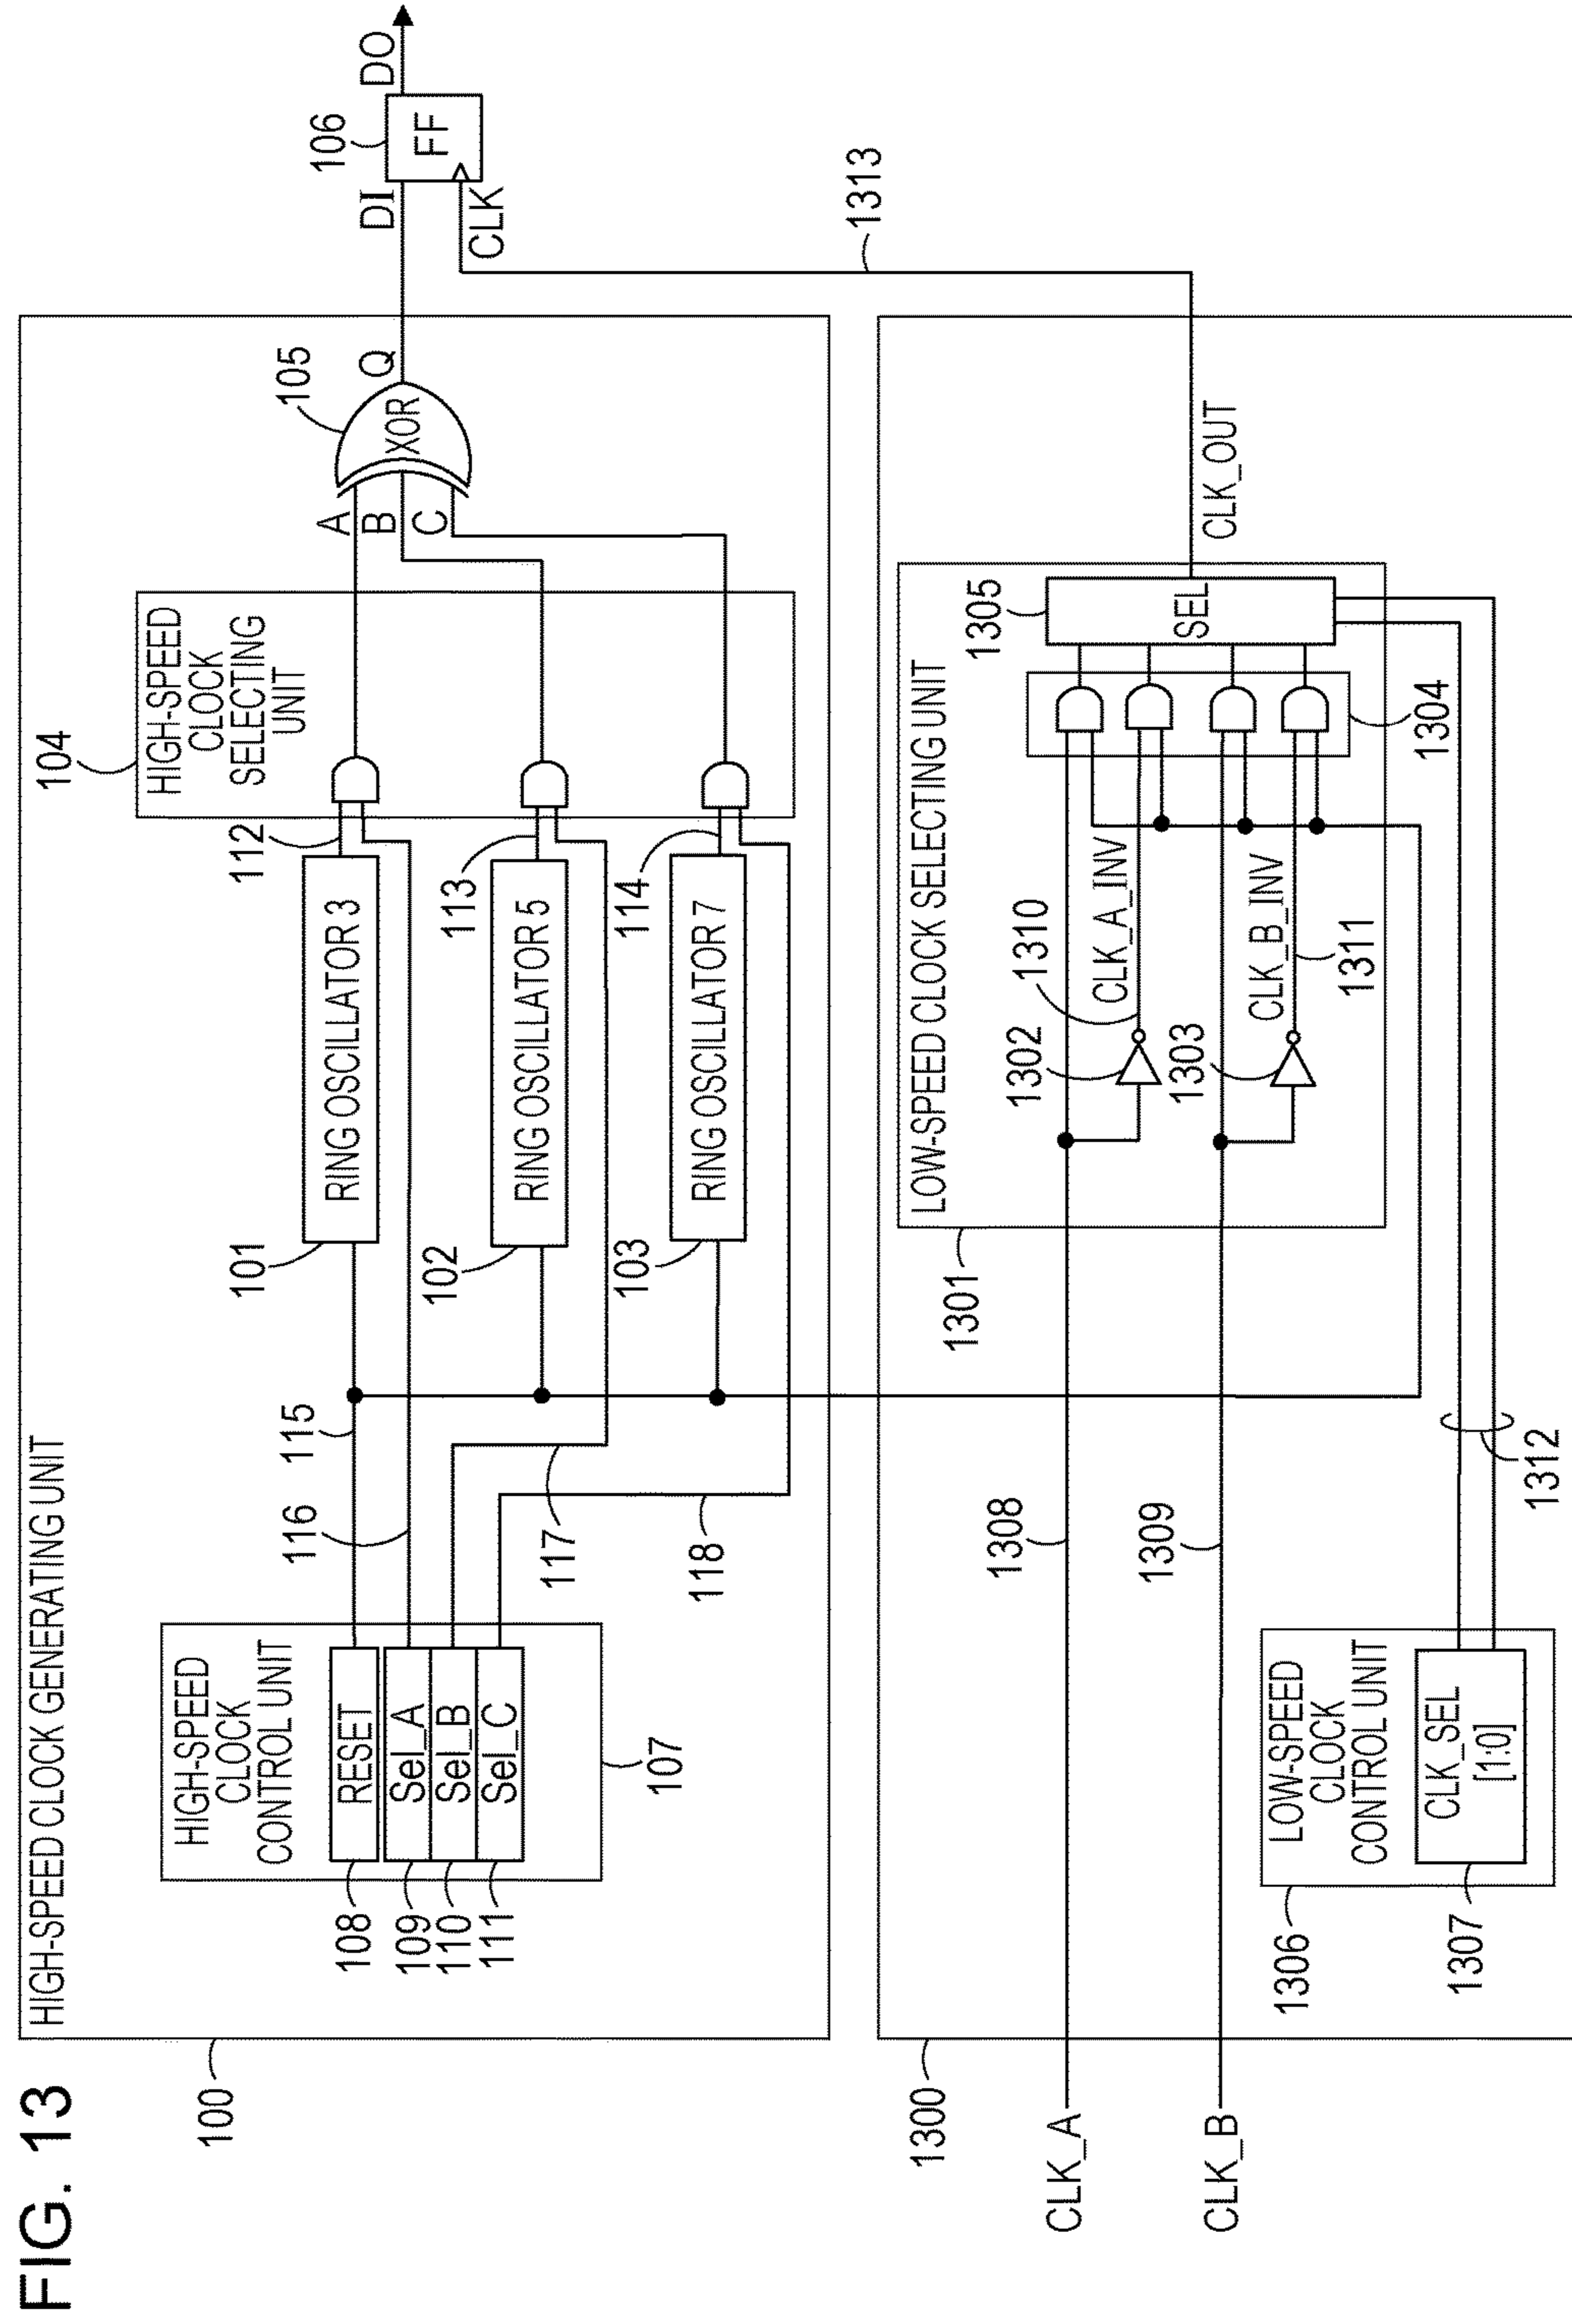 FIG. 13
HIGH-SPEED CLOCK GENERATING UNIT
100
104
HIGH-SPEED
CLOCK
SELECTING
UNIT
HIGH-SPEED
CLOCK
CONTROL UNIT
RESET
Sel_A
Sel_B
Sel_C
107
108
109
110
111
115
116
117
118
101
RING OSCILLATOR 3
112
102
RING OSCILLATOR 5
113
103
RING OSCILLATOR 7
114
A
B
C
XOR
105
Q
DI
106
FF
DO
CLK
1313
1300
CLK_A
CLK_B
1308
1309
1301
LOW-SPEED CLOCK SELECTING UNIT
1302
1310
CLK_A_INV
1303
CLK_B_INV
1311
1304
1305
SEL
CLK_OUT
1306
LOW-SPEED
CLOCK
CONTROL UNIT
CLK_SEL
[1:0]
1307
1312